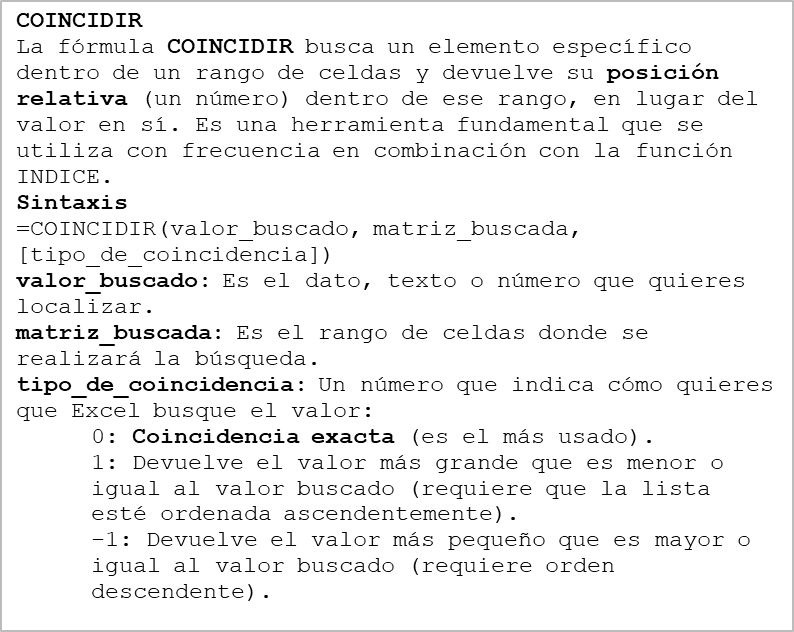 COINCIDIR
La fórmula COINCIDIR busca un elemento específico
dentro de un rango de celdas y devuelve su posición
relativa (un número) dentro de ese rango, en lugar del
valor en sí. Es una herramienta fundamental que se
utiliza con frecuencia en combinación con la función
INDICE.
Sintaxis
=COINCIDIR(valor_buscado, matriz_buscada,
[tipo_de_coincidencia])
valor_buscado: Es el dato, texto o número que quieres
localizar.
matriz_buscada: Es el rango de celdas donde se
realizará la búsqueda.
tipo_de_coincidencia: Un número que indica cómo quieres
que Excel busque el valor:
0: Coincidencia exacta (es el más usado).
1: Devuelve el valor más grande que es menor o
igual al valor buscado (requiere que la lista
esté ordenada ascendentemente).
-1: Devuelve el valor más pequeño que es mayor o
igual al valor buscado (requiere orden
descendente).